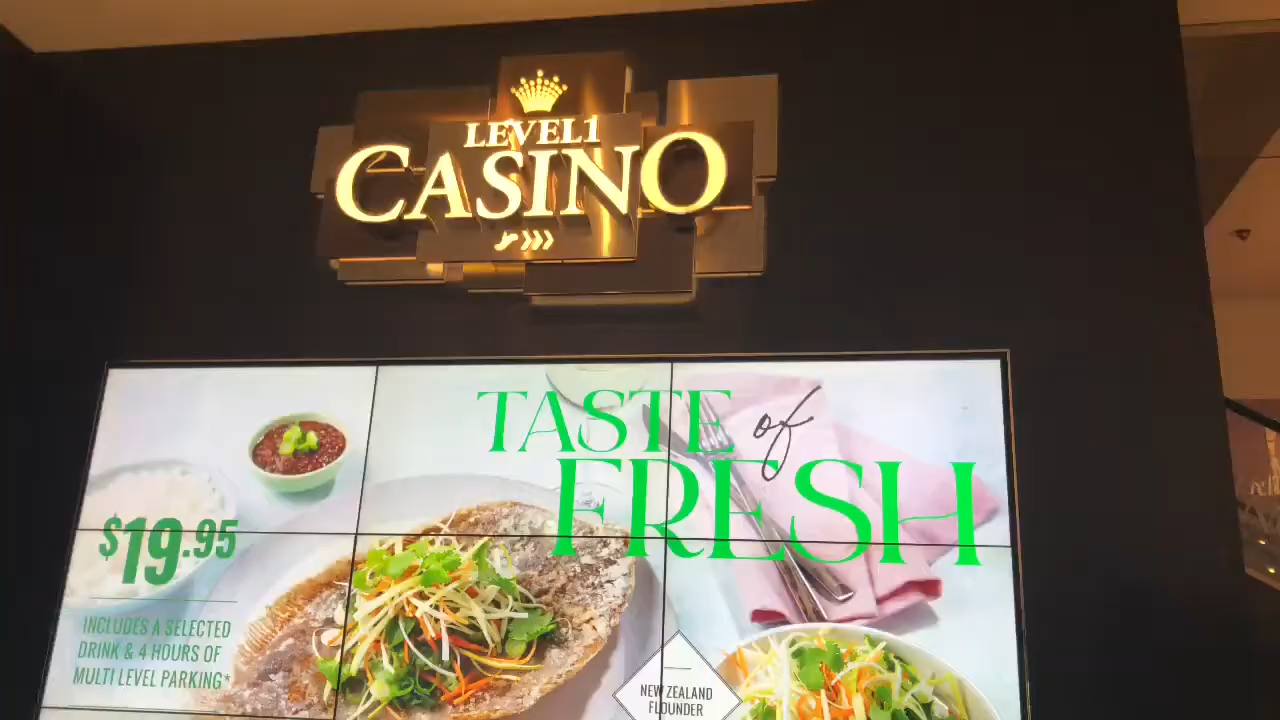 LEVEL1
CASINO
TASTE of
FRESH
$19.95
INCLUDES A SELECTED
DRINK & 4 HOURS OF
MULTI LEVEL PARKING*
NEW ZEALAND
FLOUNDER